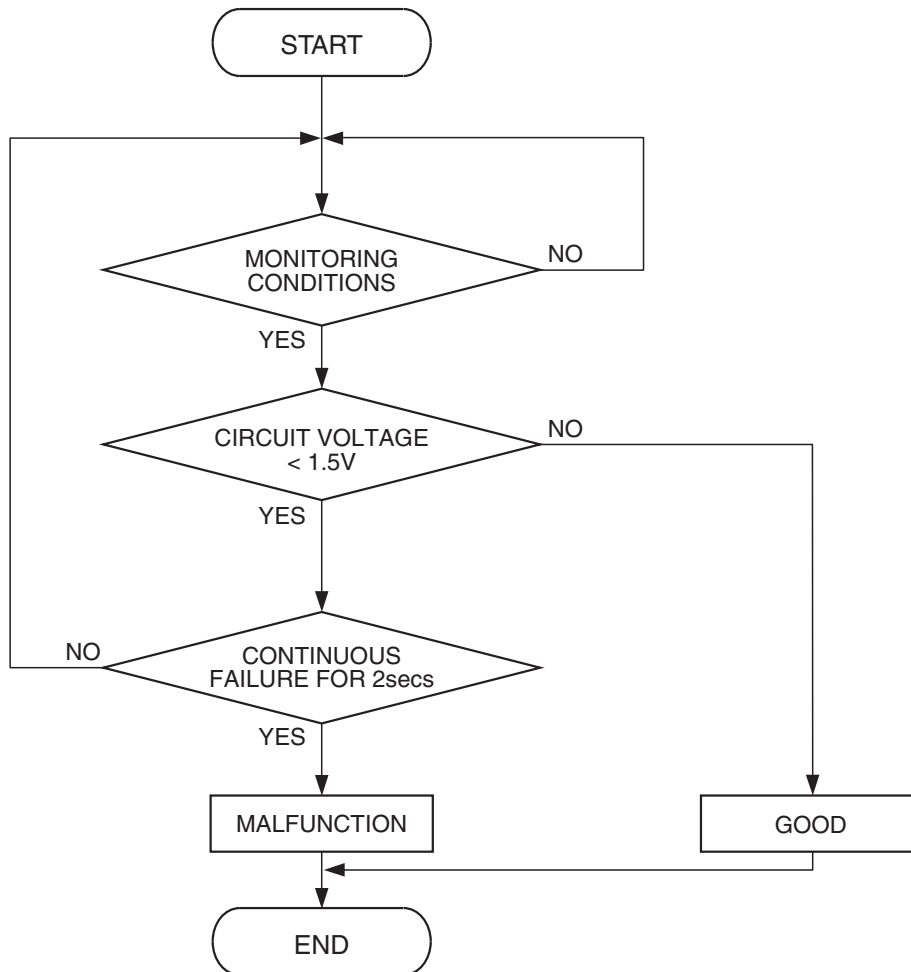 START
MONITORING
CONDITIONS
NO
YES
CIRCUIT VOLTAGE
< 1.5V
NO
YES
CONTINUOUS
FAILURE FOR 2secs
NO
YES
MALFUNCTION
GOOD
END